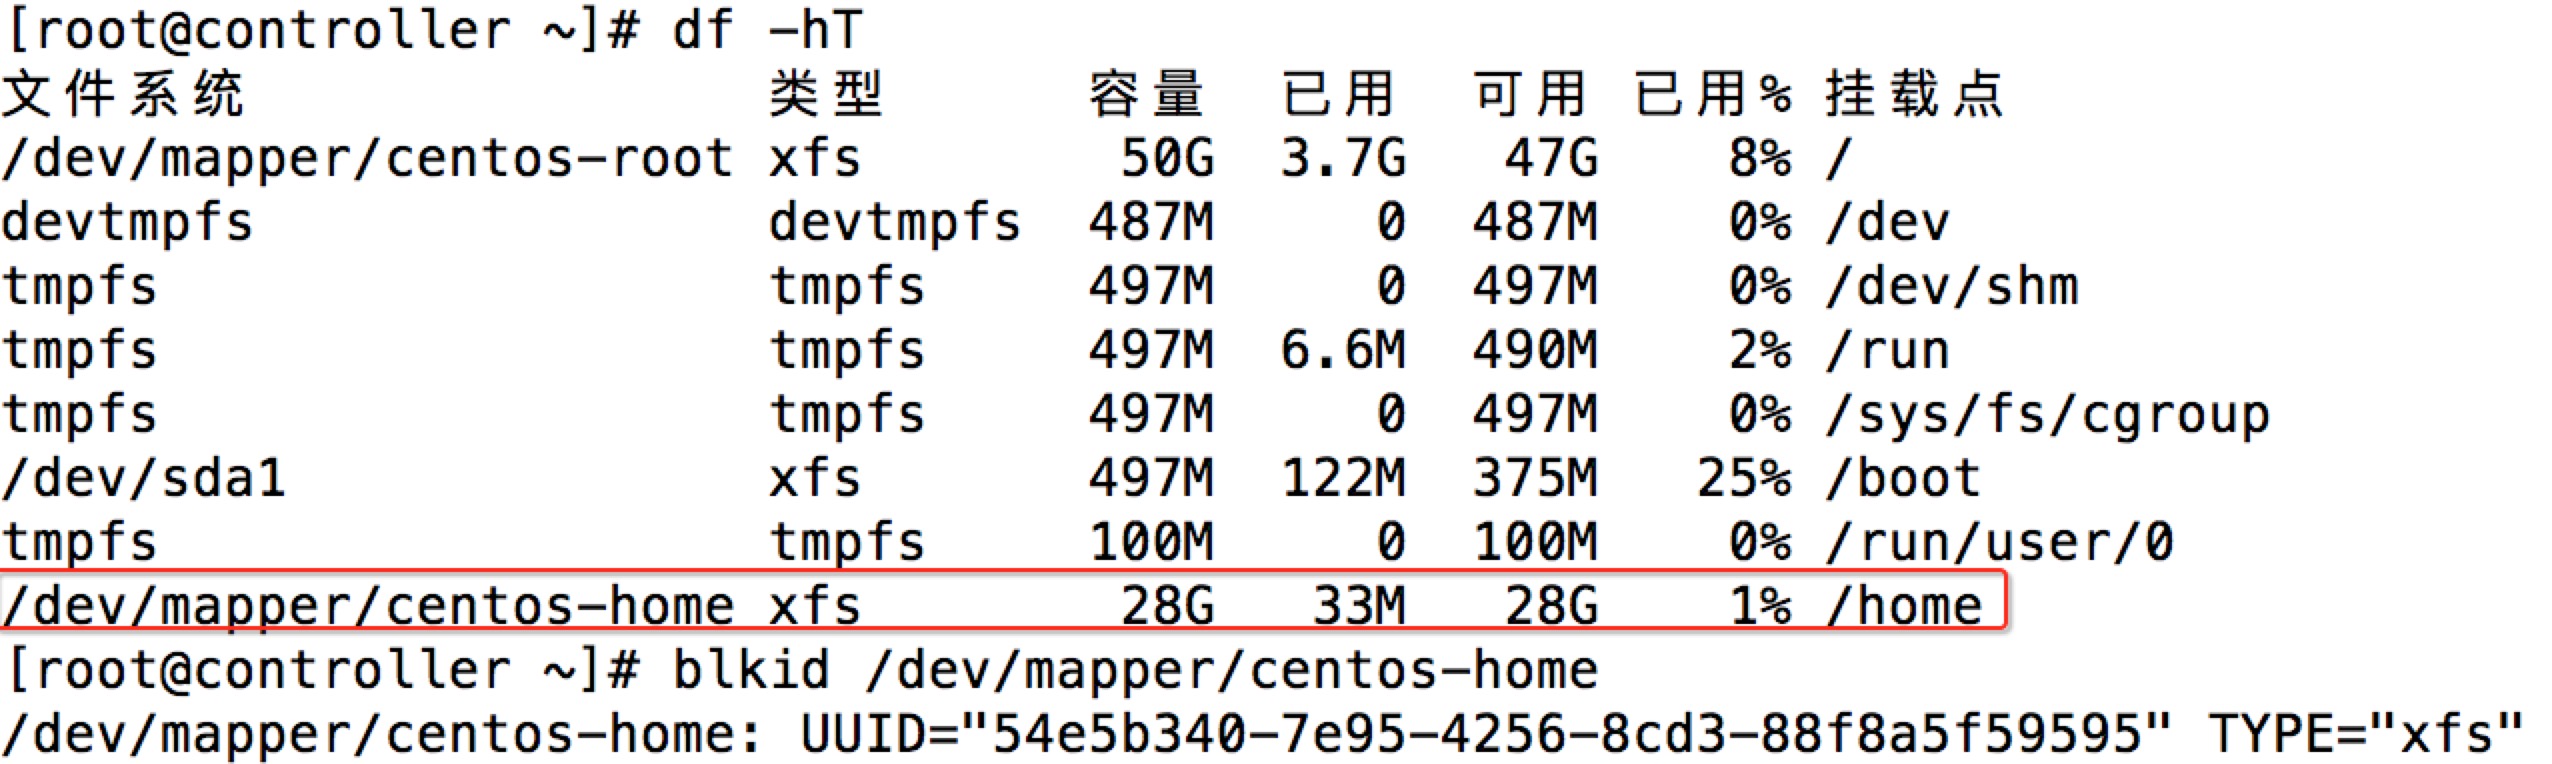 [root@controller ~]# df -hT
文件系统 类型 容量 已用 可用 已用% 挂载点
/dev/mapper/centos-root xfs 50G 3.7G 47G 8% /
devtmpfs devtmpfs 487M 0 487M 0% /dev
tmpfs tmpfs 497M 0 497M 0% /dev/shm
tmpfs tmpfs 497M 6.6M 490M 2% /run
tmpfs tmpfs 497M 0 497M 0% /sys/fs/cgroup
/dev/sda1 xfs 497M 122M 375M 25% /boot
tmpfs tmpfs 100M 0 100M 0% /run/user/0
/dev/mapper/centos-home xfs 28G 33M 28G 1% /home
[root@controller ~]# blkid /dev/mapper/centos-home
/dev/mapper/centos-home: UUID="54e5b340-7e95-4256-8cd3-88f8a5f59595" TYPE="xfs"